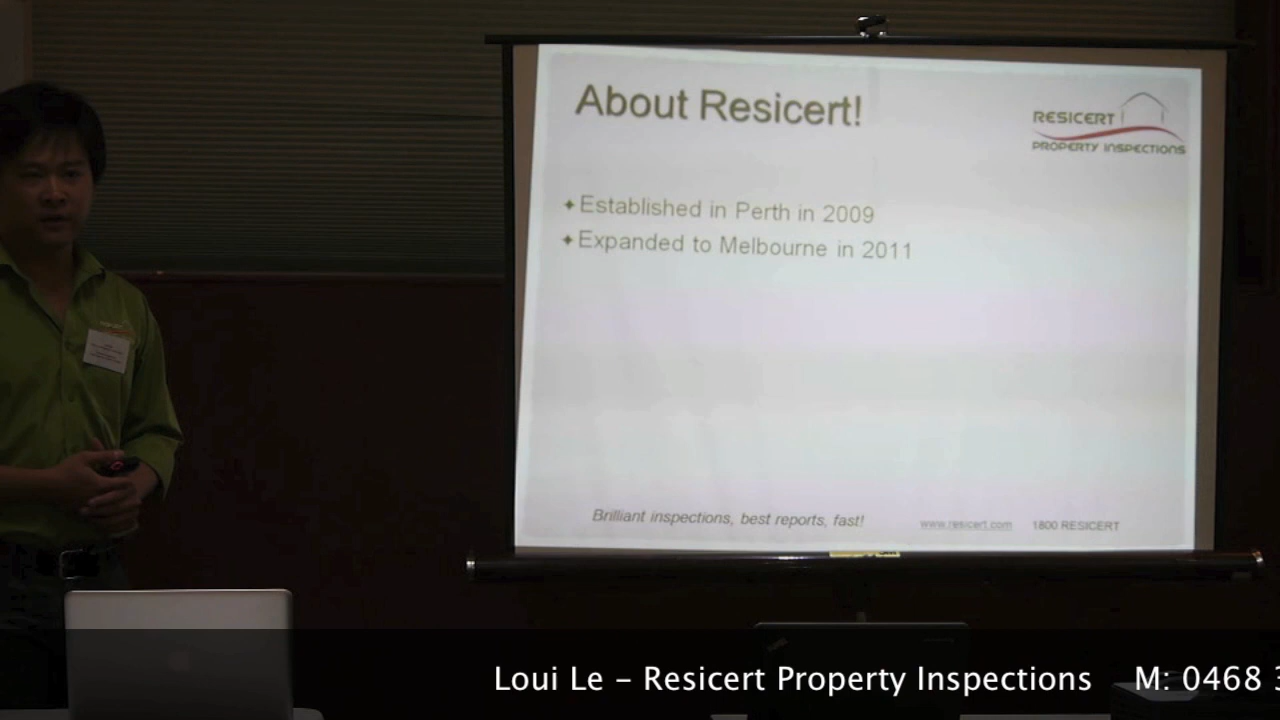 About Resicert!
RESICERT
PROPERTY INSPECTIONS
Established in Perth in 2009
Expanded to Melbourne in 2011
Brilliant inspections, best reports, fast!
www.resicert.com
1800 RESICERT
Loui Le - Resicert Property Inspections M: 0468